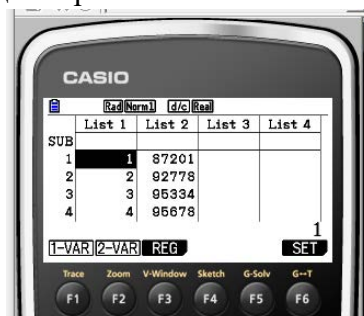 CASIO
Rad Norm1 d/c Real
List 1 List 2 List 3 List 4
SUB
1 1 87201
2 2 92778
3 3 95334
4 4 95678
1
1-VAR 2-VAR REG SET
Trace Zoom V-Window Sketch G-Solv G↔T
F1 F2 F3 F4 F5 F6